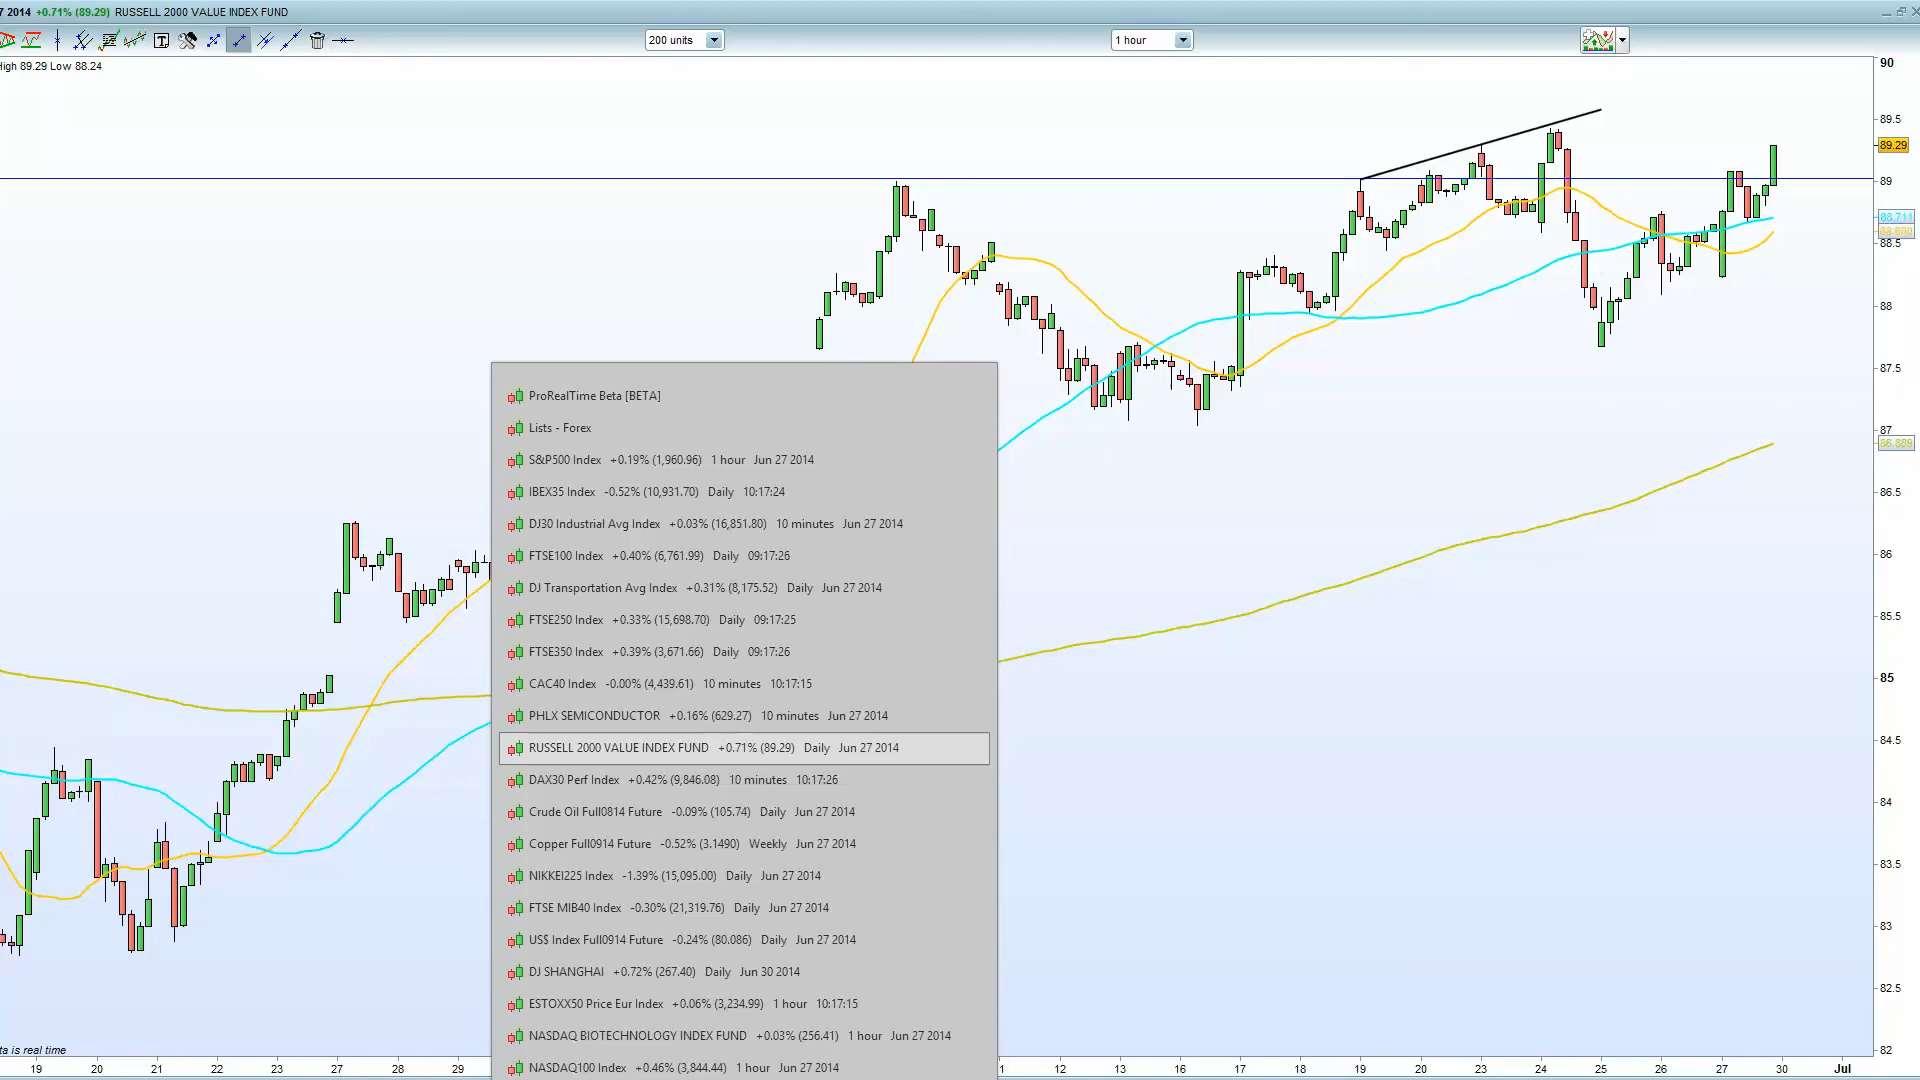 7 2014 +0.71% (89.29) RUSSELL 2000 VALUE INDEX FUND
200 units
1 hour
High 89.29 Low 88.24
90
89.5
89.29
89
88.711
88.5
88
87.5
87
86.889
86.5
86
85.5
85
84.5
84
83.5
83
82.5
82
ProRealTime Beta [BETA]
Lists - Forex
S&P500 Index +0.19% (1,960.96) 1 hour Jun 27 2014
IBEX35 Index -0.52% (10,931.70) Daily 10:17:24
DJ30 Industrial Avg Index +0.03% (16,851.80) 10 minutes Jun 27 2014
FTSE100 Index +0.40% (6,761.99) Daily 09:17:26
DJ Transportation Avg Index +0.31% (8,175.52) Daily Jun 27 2014
FTSE250 Index +0.33% (15,698.70) Daily 09:17:25
FTSE350 Index +0.39% (3,671.66) Daily 09:17:26
CAC40 Index -0.00% (4,439.61) 10 minutes 10:17:15
PHLX SEMICONDUCTOR +0.16% (629.27) 10 minutes Jun 27 2014
RUSSELL 2000 VALUE INDEX FUND +0.71% (89.29) Daily Jun 27 2014
DAX30 Perf Index +0.42% (9,846.08) 10 minutes 10:17:26
Crude Oil Full0814 Future -0.09% (105.74) Daily Jun 27 2014
Copper Full0914 Future -0.52% (3.1490) Weekly Jun 27 2014
NIKKEI225 Index -1.39% (15,095.00) Daily Jun 27 2014
FTSE MIB40 Index -0.30% (21,319.76) Daily Jun 27 2014
US$ Index Full0914 Future -0.24% (80.086) Daily Jun 27 2014
DJ SHANGHAI +0.72% (267.40) Daily Jun 30 2014
ESTOXX50 Price Eur Index +0.06% (3,234.99) 1 hour 10:17:15
NASDAQ BIOTECHNOLOGY INDEX FUND +0.03% (256.41) 1 hour Jun 27 2014
NASDAQ100 Index +0.46% (3,844.44) 1 hour Jun 27 2014
ta is real time
19 20 21 22 23 27 28 29 1 12 13 16 17 18 19 20 23 24 25 26 27 30 Jul